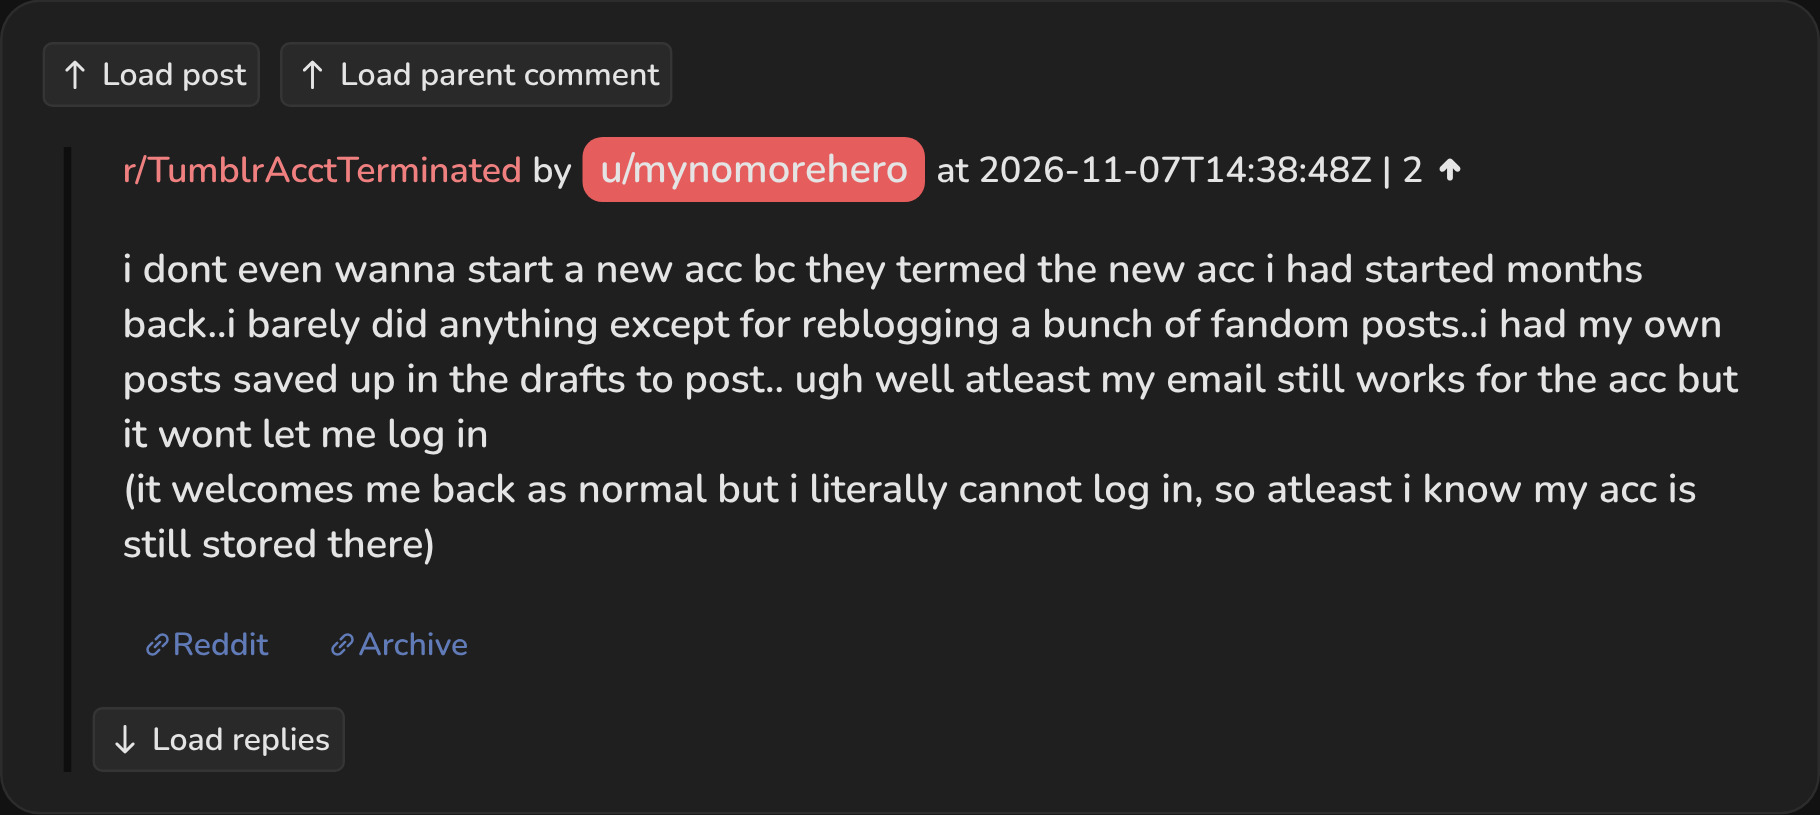 ↑ Load post ↑ Load parent comment
r/TumblrAcctTerminated by u/mynomorehero at 2026-11-07T14:38:48Z | 2 ↑
i dont even wanna start a new acc bc they termed the new acc i had started months
back..i barely did anything except for reblogging a bunch of fandom posts..i had my own
posts saved up in the drafts to post.. ugh well atleast my email still works for the acc but
it wont let me log in
(it welcomes me back as normal but i literally cannot log in, so atleast i know my acc is
still stored there)
Reddit Archive
↓ Load replies